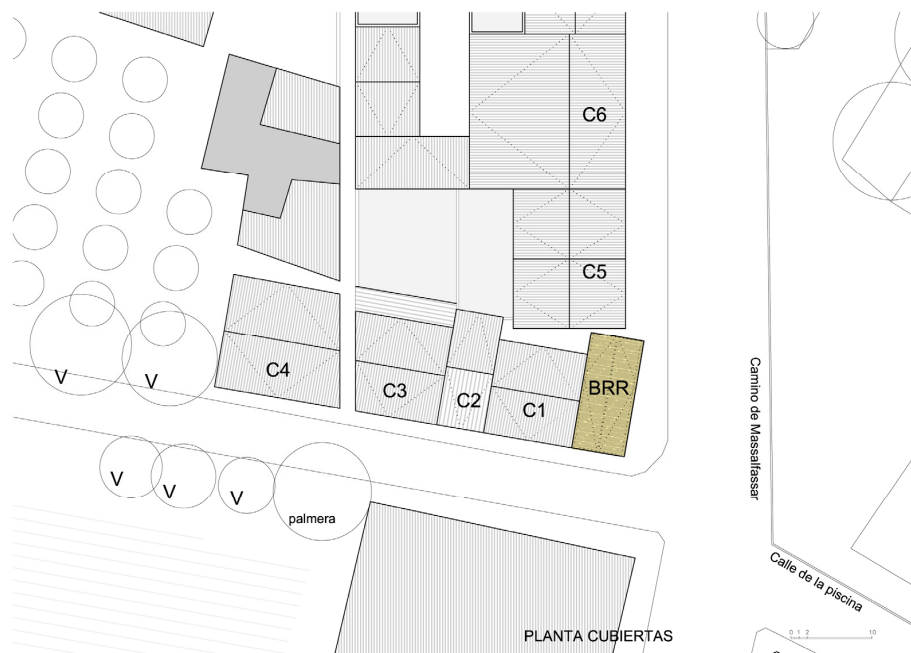 C6
C5
C4
C3
C2
C1
BRR
V
V
V
V
V
palmera
Camino de Massalfassar
Calle de la piscina
PLANTA CUBIERTAS
0 1 2 10